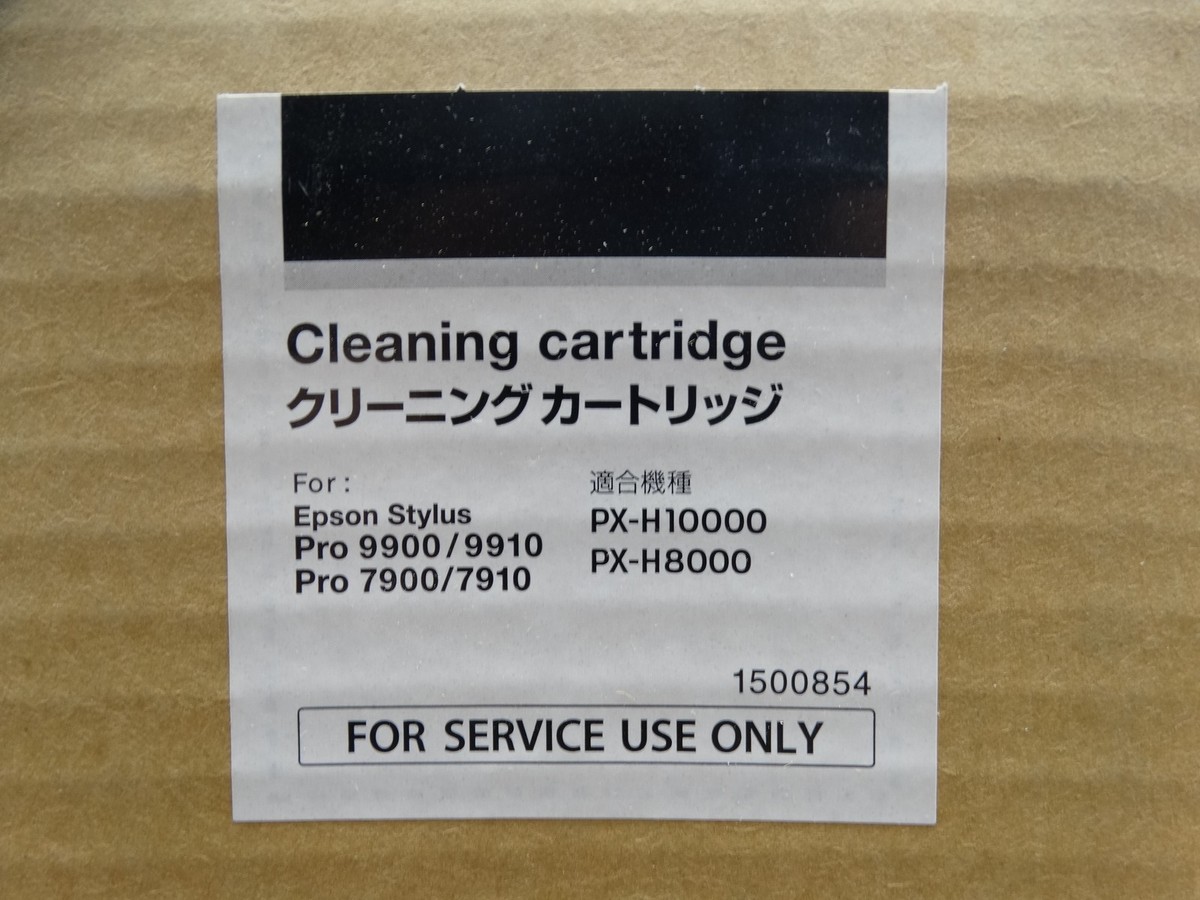 Cleaning cartridge
クリーニングカートリッジ
For:
Epson Stylus
Pro 9900/9910
Pro 7900/7910
適合機種
PX-H10000
PX-H8000
1500854
FOR SERVICE USE ONLY